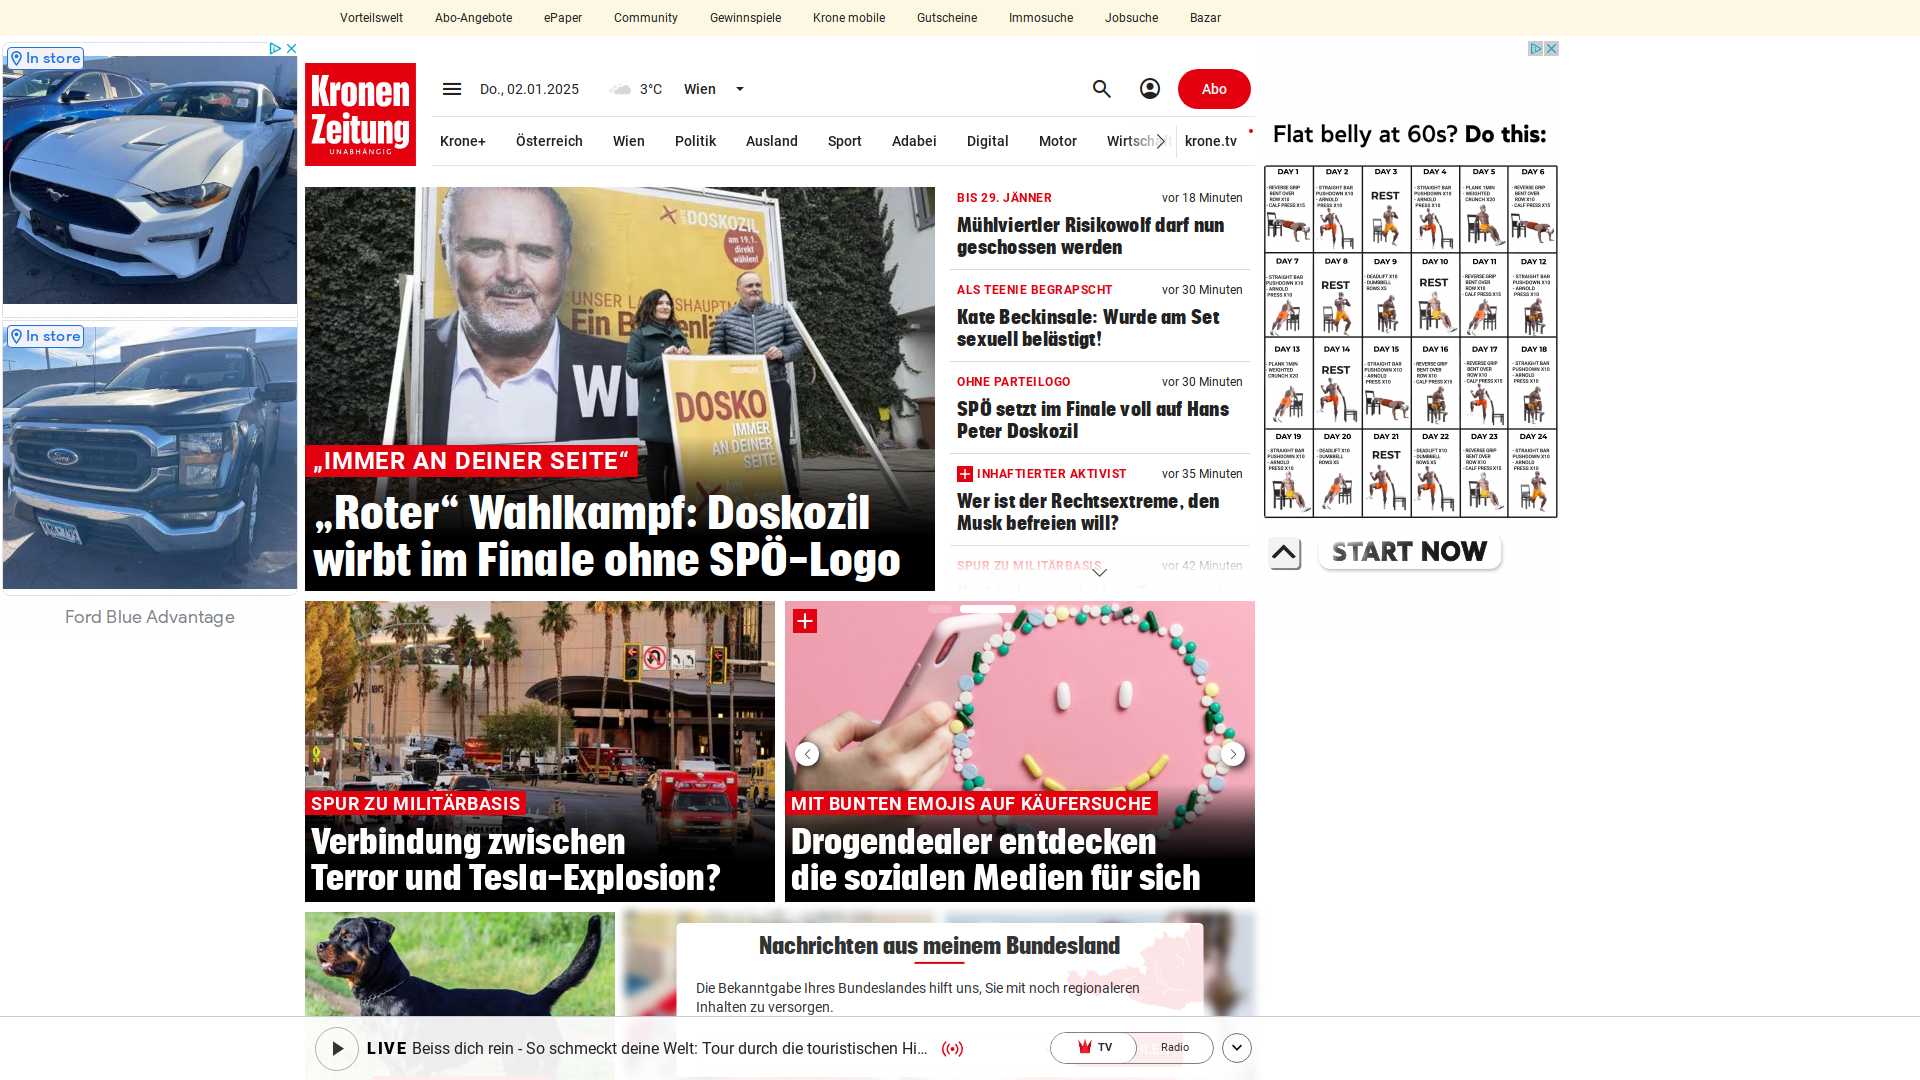 Vorteilswelt
Abo-Angebote
ePaper
Community
Gewinnspiele
Krone mobile
Gutscheine
Immosuche
Jobsuche
Bazar
In store
In store
Ford Blue Advantage
Kronen
Zeitung
UNABHÄNGIG
Do., 02.01.2025
3°C
Wien
Abo
Krone+
Österreich
Wien
Politik
Ausland
Sport
Adabei
Digital
Motor
krone.tv
DOSKOZIL
am 19.1.
direkt
wählen!
DOSKO
IMMER
AN DEINER
SEITE
„IMMER AN DEINER SEITE“
„Roter“ Wahlkampf: Doskozil
wirbt im Finale ohne SPÖ-Logo
BIS 29. JÄNNER
vor 18 Minuten
Mühlviertler Risikowolf darf nun
geschossen werden
ALS TEENIE BEGRAPSCHT
vor 30 Minuten
Kate Beckinsale: Wurde am Set
sexuell belästigt!
OHNE PARTEILOGO
vor 30 Minuten
SPÖ setzt im Finale voll auf Hans
Peter Doskozil
INHAFTIERTER AKTIVIST
vor 35 Minuten
Wer ist der Rechtsextreme, den
Musk befreien will?
SPUR ZU MILITÄRBASIS
vor 42 Minuten
Flat belly at 60s? Do this:
DAY 1
DAY 2
DAY 3
DAY 4
DAY 5
DAY 6
REST
DAY 7
DAY 8
DAY 9
DAY 10
DAY 11
DAY 12
REST
REST
DAY 13
DAY 14
DAY 15
DAY 16
DAY 17
DAY 18
REST
DAY 19
DAY 20
DAY 21
DAY 22
DAY 23
DAY 24
REST
START NOW
SPUR ZU MILITÄRBASIS
Verbindung zwischen
Terror und Tesla-Explosion?
MIT BUNTEN EMOJIS AUF KÄUFERSUCHE
Drogendealer entdecken
die sozialen Medien für sich
Nachrichten aus meinem Bundesland
Die Bekanntgabe Ihres Bundeslandes hilft uns, Sie mit noch regionaleren
Inhalten zu versorgen.
LIVE Beiss dich rein - So schmeckt deine Welt: Tour durch die touristischen Hi...
TV
Radio